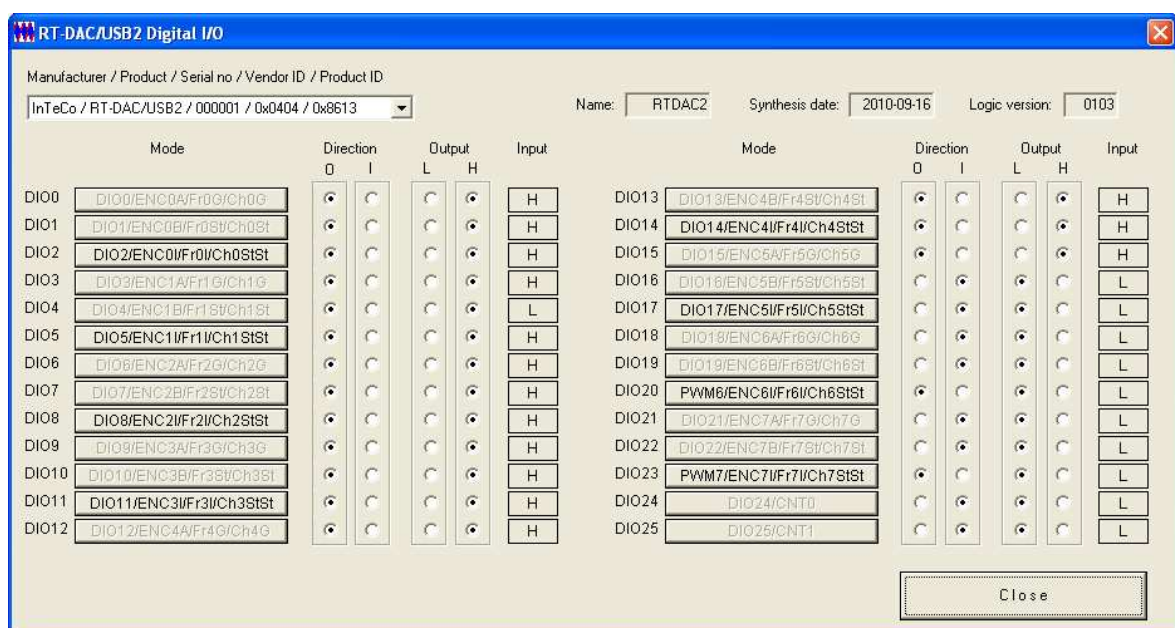 RT-DAC/USB2 Digital I/O
Manufacturer / Product / Serial no / Vendor ID / Product ID
InTeCo / RT-DAC/USB2 / 000001 / 0x0404 / 0x8613 Name: RTDAC2 Synthesis date: 2010-09-16 Logic version: 0103
Mode Direction Output Input Mode Direction Output Input
O I L H O I L H
DIO0 DIO0/ENC0A/Fr0G/Ch0G H DIO13 DIO13/ENC4B/Fr4St/Ch4St H
DIO1 DIO1/ENC0B/Fr0St/Ch0St H DIO14 DIO14/ENC4I/Fr4I/Ch4StSt H
DIO2 DIO2/ENC0I/Fr0I/Ch0StSt H DIO15 DIO15/ENC5A/Fr5G/Ch5G H
DIO3 DIO3/ENC1A/Fr1G/Ch1G H DIO16 DIO16/ENC5B/Fr5St/Ch5St L
DIO4 DIO4/ENC1B/Fr1St/Ch1St L DIO17 DIO17/ENC5I/Fr5I/Ch5StSt L
DIO5 DIO5/ENC1I/Fr1I/Ch1StSt H DIO18 DIO18/ENC6A/Fr6G/Ch6G L
DIO6 DIO6/ENC2A/Fr2G/Ch2G H DIO19 DIO19/ENC6B/Fr6St/Ch6St L
DIO7 DIO7/ENC2B/Fr2St/Ch2St H DIO20 PWM6/ENC6I/Fr6I/Ch6StSt L
DIO8 DIO8/ENC2I/Fr2I/Ch2StSt H DIO21 DIO21/ENC7A/Fr7G/Ch7G L
DIO9 DIO9/ENC3A/Fr3G/Ch3G H DIO22 DIO22/ENC7B/Fr7St/Ch7St L
DIO10 DIO10/ENC3B/Fr3St/Ch3St H DIO23 PWM7/ENC7I/Fr7I/Ch7StSt L
DIO11 DIO11/ENC3I/Fr3I/Ch3StSt H DIO24 DIO24/CNT0 L
DIO12 DIO12/ENC4A/Fr4G/Ch4G H DIO25 DIO25/CNT1 L
Close